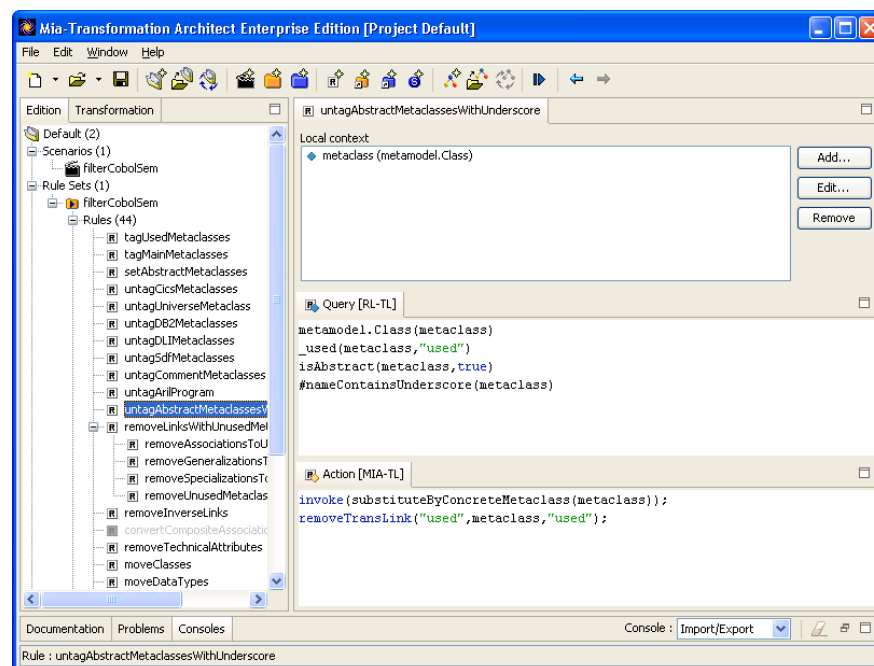 Mia-Transformation Architect Enterprise Edition [Project Default]
File Edit Window Help
Edition Transformation
Default (2)
Scenarios (1)
filterCobolSem
Rule Sets (1)
filterCobolSem
Rules (44)
tagUsedMetaclasses
tagMainMetaclasses
setAbstractMetaclasses
untagCicsMetaclasses
untagUniverseMetaclass
untagDB2Metaclasses
untagDLIMetaclasses
untagSdfMetaclasses
untagCommentMetaclasses
untagArilProgram
untagAbstractMetaclassesW
removeLinksWithUnusedMet
removeAssociationsToU
removeGeneralizationsT
removeSpecializationsTo
removeUnusedMetaclas
removeInverseLinks
convertCompositeAssociatio
removeTechnicalAttributes
moveClasses
moveDataTypes
untagAbstractMetaclassesWithUnderscore
Local context
metaclass (metamodel.Class)
Add...
Edit...
Remove
Query [RL-TL]
metamodel.Class(metaclass)
_used(metaclass,"used")
isAbstract(metaclass,true)
#nameContainsUnderscore(metaclass)
Action [MIA-TL]
invoke(substituteByConcreteMetaclass(metaclass));
removeTransLink("used",metaclass,"used");
Documentation Problems Consoles
Console : Import/Export
Rule : untagAbstractMetaclassesWithUnderscore